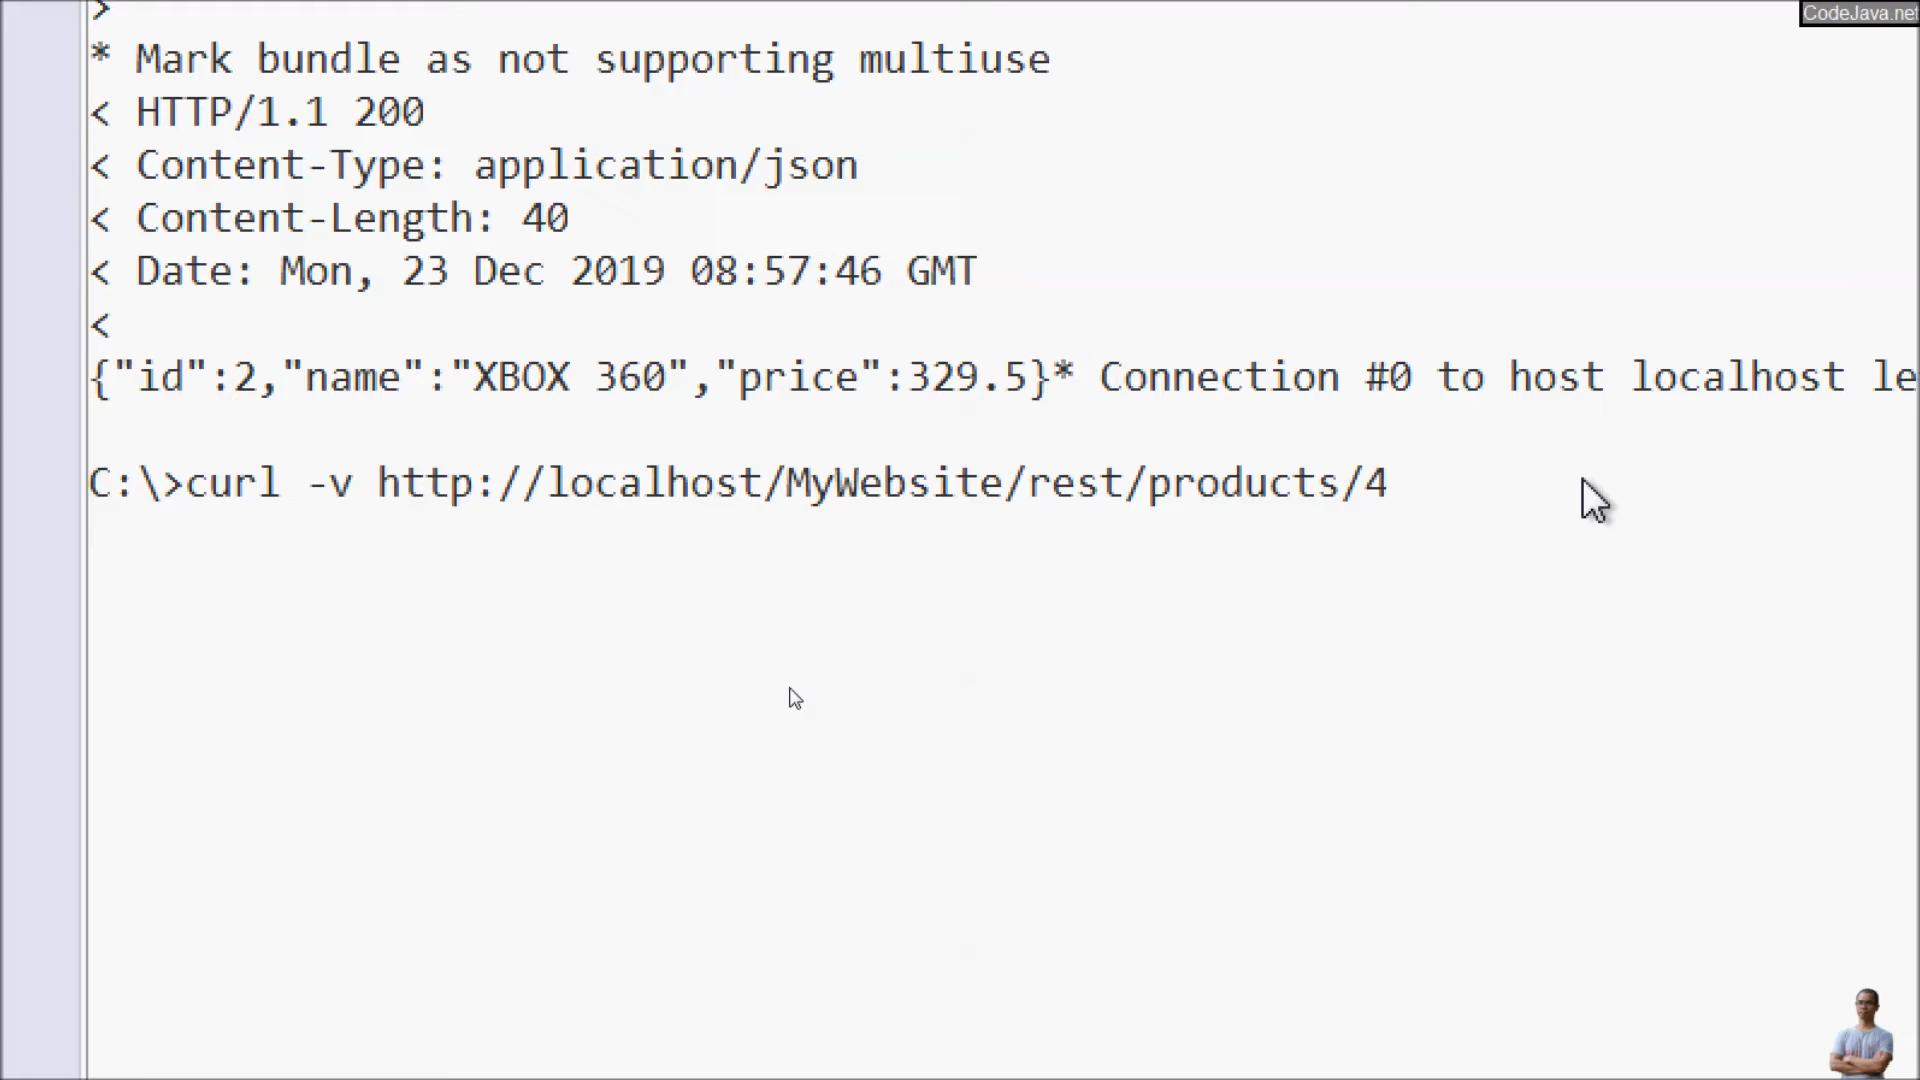 CodeJava.net
>
* Mark bundle as not supporting multiuse
< HTTP/1.1 200
< Content-Type: application/json
< Content-Length: 40
< Date: Mon, 23 Dec 2019 08:57:46 GMT
<
{"id":2,"name":"XBOX 360","price":329.5}* Connection #0 to host localhost le
C:\>curl -v http://localhost/MyWebsite/rest/products/4